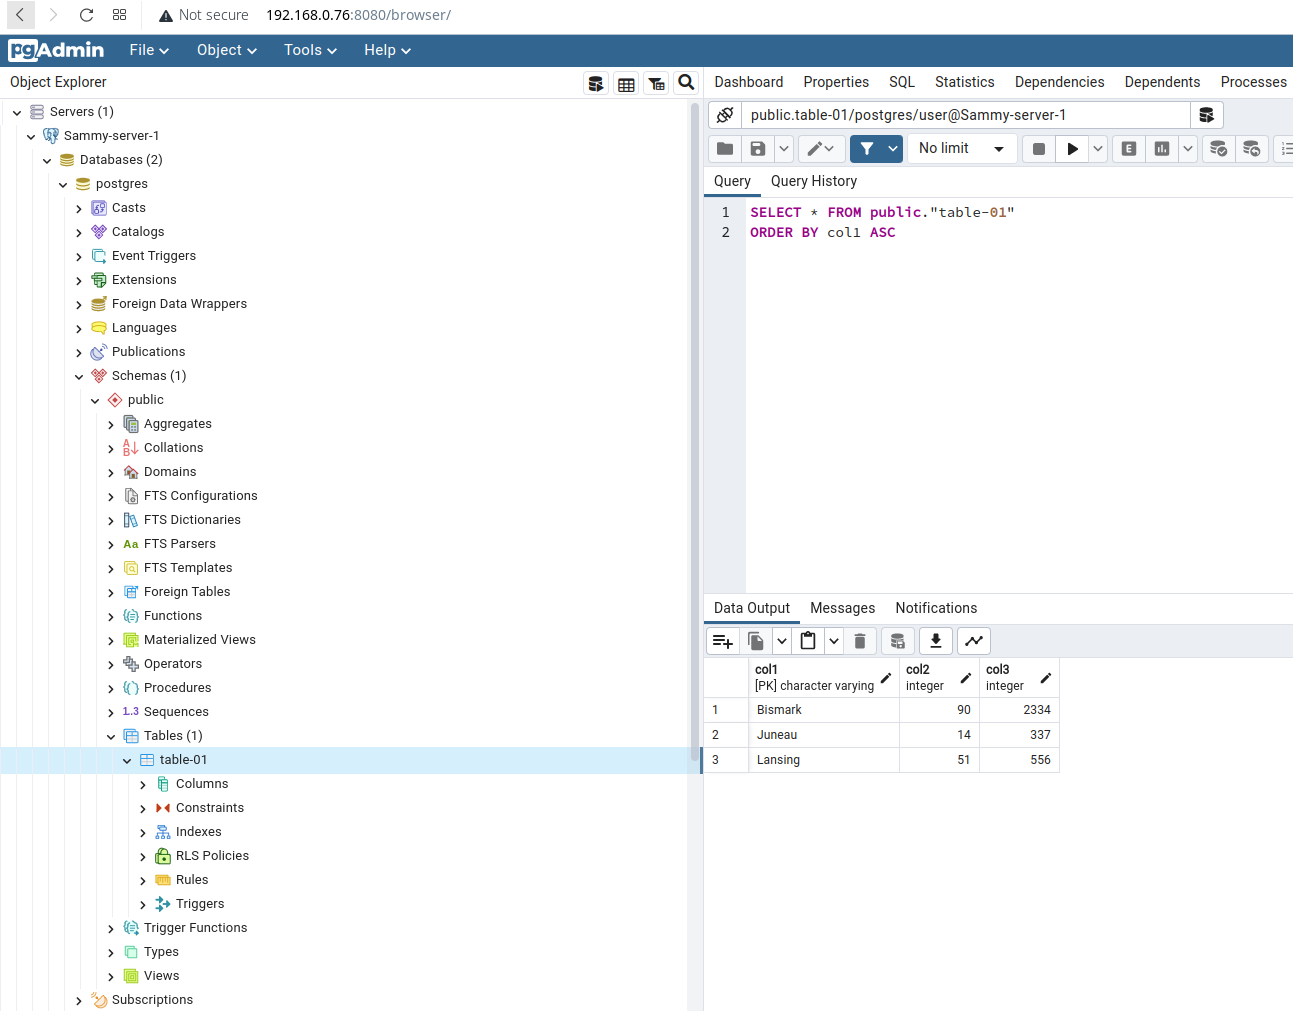 Not secure 192.168.0.76:8080/browser/
pgAdmin File Object Tools Help
Object Explorer
Servers (1)
Sammy-server-1
Databases (2)
postgres
Casts
Catalogs
Event Triggers
Extensions
Foreign Data Wrappers
Languages
Publications
Schemas (1)
public
Aggregates
Collations
Domains
FTS Configurations
FTS Dictionaries
Aa FTS Parsers
FTS Templates
Foreign Tables
Functions
Materialized Views
Operators
Procedures
1..3 Sequences
Tables (1)
table-01
Columns
Constraints
Indexes
RLS Policies
Rules
Triggers
Trigger Functions
Types
Views
Subscriptions
Dashboard Properties SQL Statistics Dependencies Dependents Processes
public.table-01/postgres/user@Sammy-server-1
No limit E
Query Query History
1 SELECT * FROM public."table-01"
2 ORDER BY col1 ASC
Data Output Messages Notifications
col1 col2 col3
[PK] character varying integer integer
1 Bismark 90 2334
2 Juneau 14 337
3 Lansing 51 556